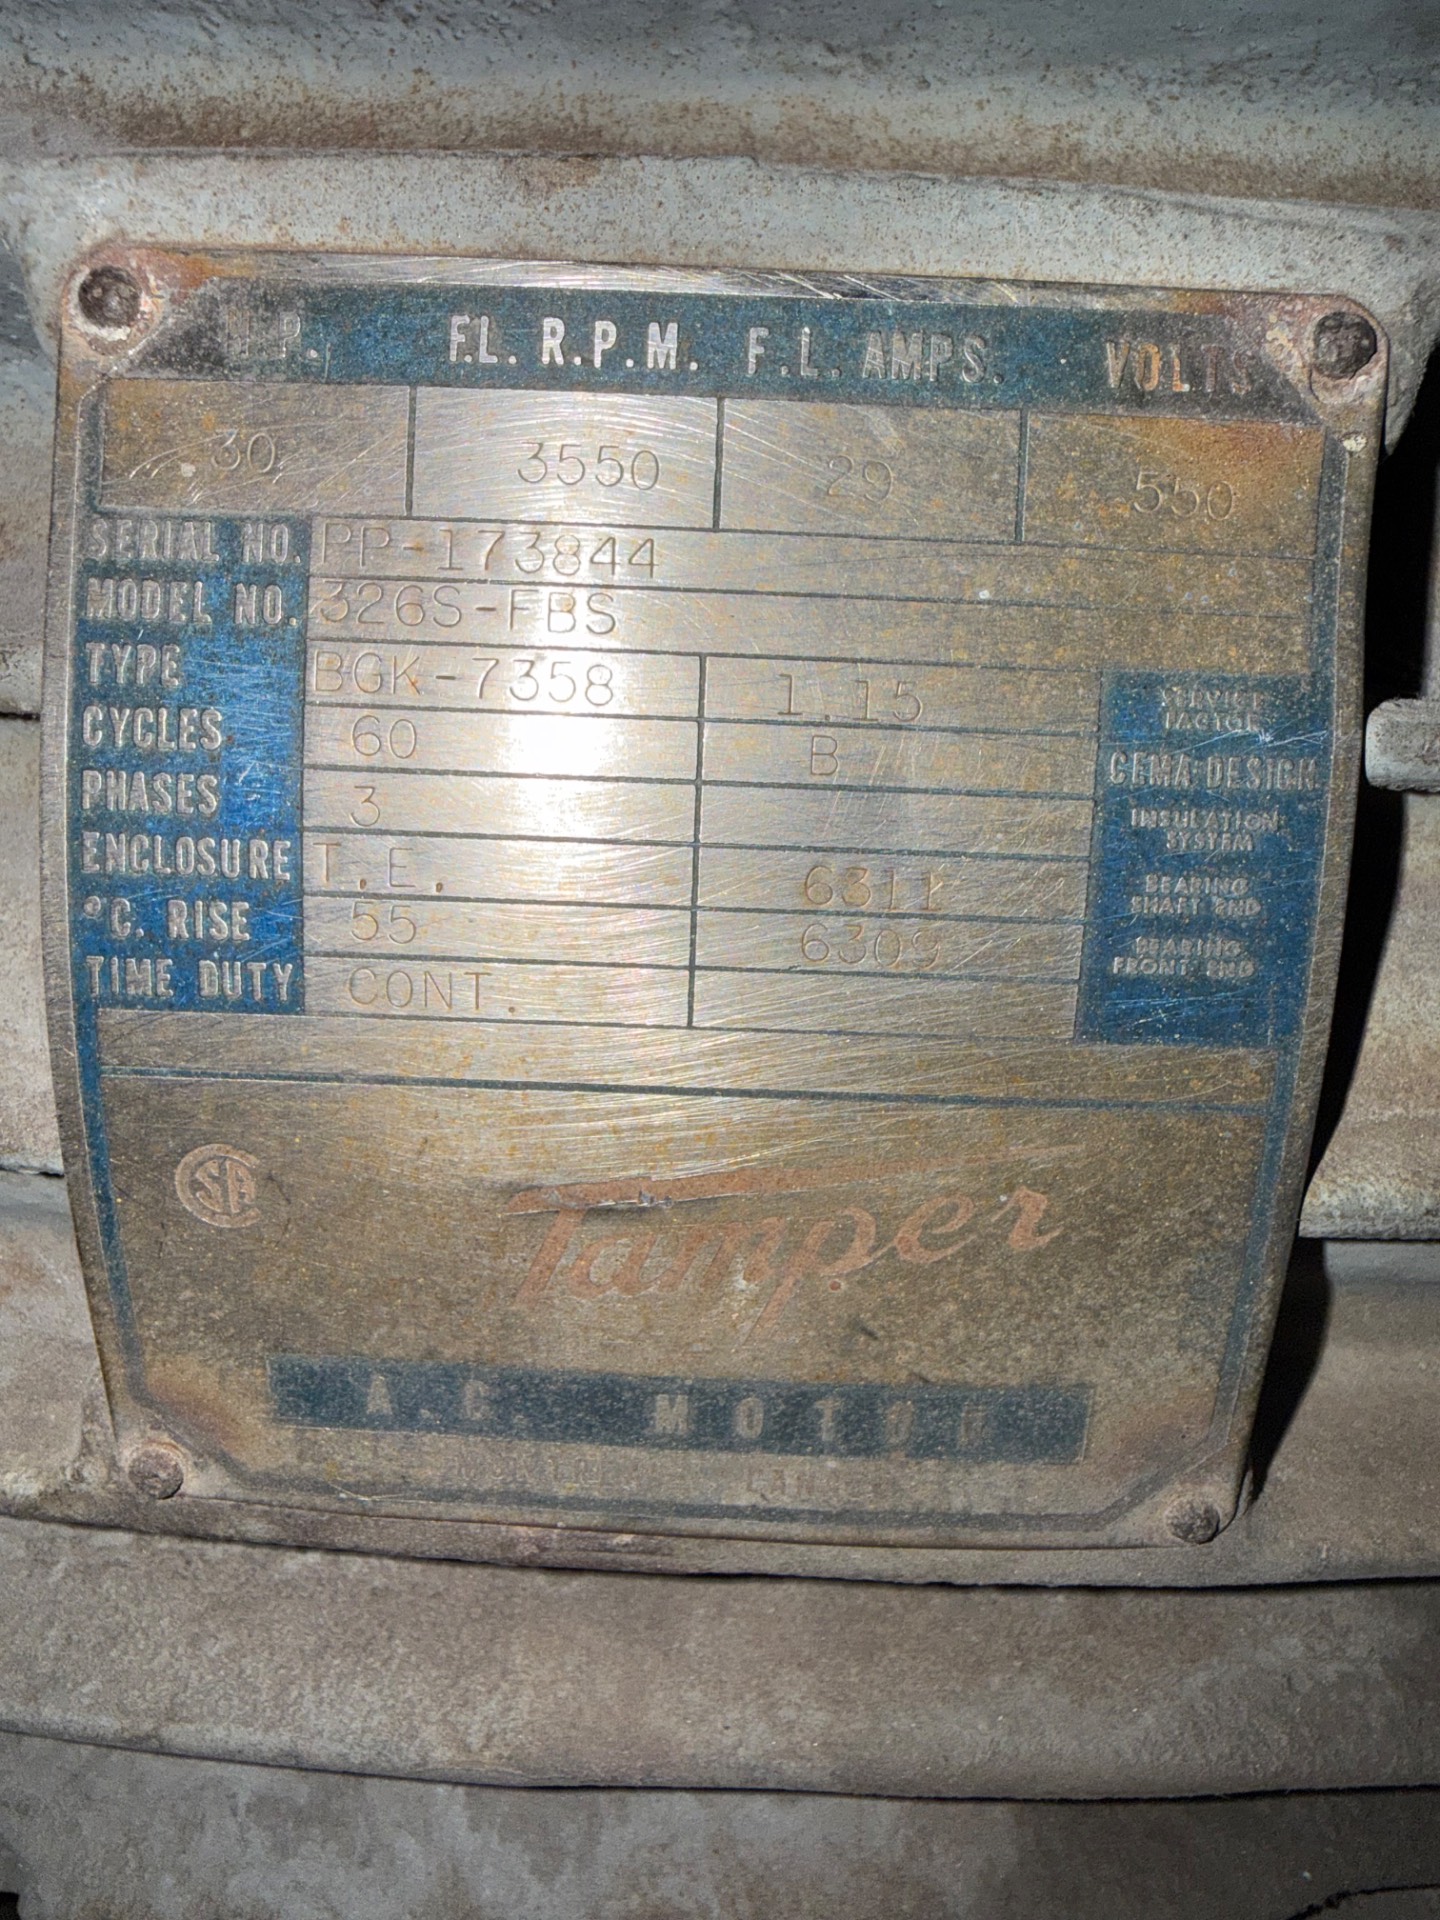 H.P. F.L. R.P.M. F.L. AMPS. VOLTS
30 3550 29 550
SERIAL NO. PP-173844
MODEL NO. 326S-FBS
TYPE BGK-7358 1.15 SERVICE FACTOR
CYCLES 60 B CEMA DESIGN
PHASES 3 INSULATION SYSTEM
ENCLOSURE T.E. 6311 BEARING SHAFT END
°C. RISE 55 6309 BEARING FRONT END
TIME DUTY CONT.
CSA
Tamper
A.C. MOTOR